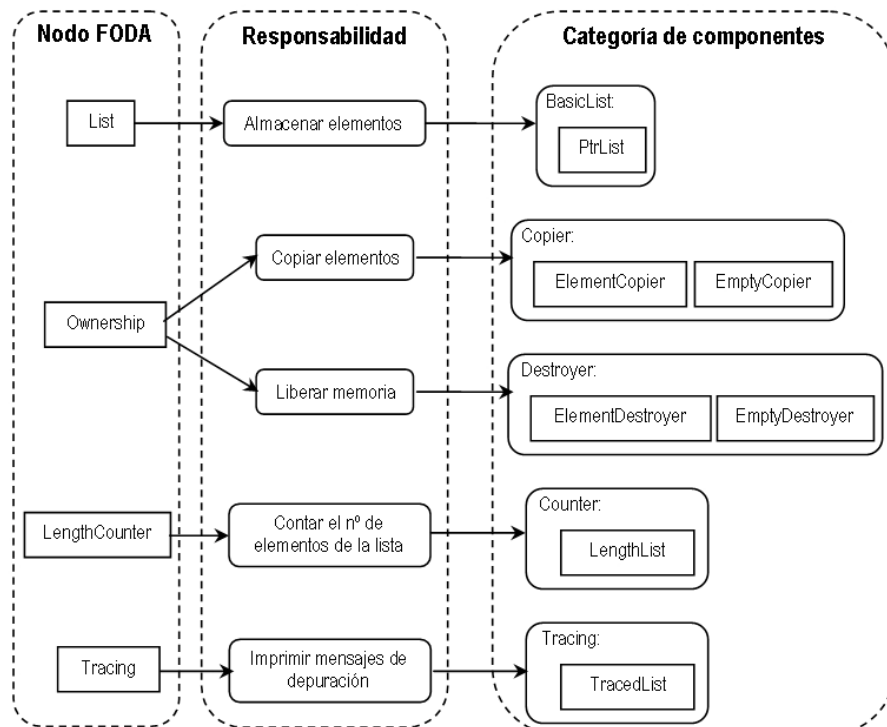 Nodo FODA
Responsabilidad
Categoría de componentes
List
Almacenar elementos
BasicList:
PtrList
Ownership
Copiar elementos
Copier:
ElementCopier
EmptyCopier
Liberar memoria
Destroyer:
ElementDestroyer
EmptyDestroyer
LengthCounter
Contar el nº de
elementos de la lista
Counter:
LengthList
Tracing
Imprimir mensajes de
depuración
Tracing:
TracedList